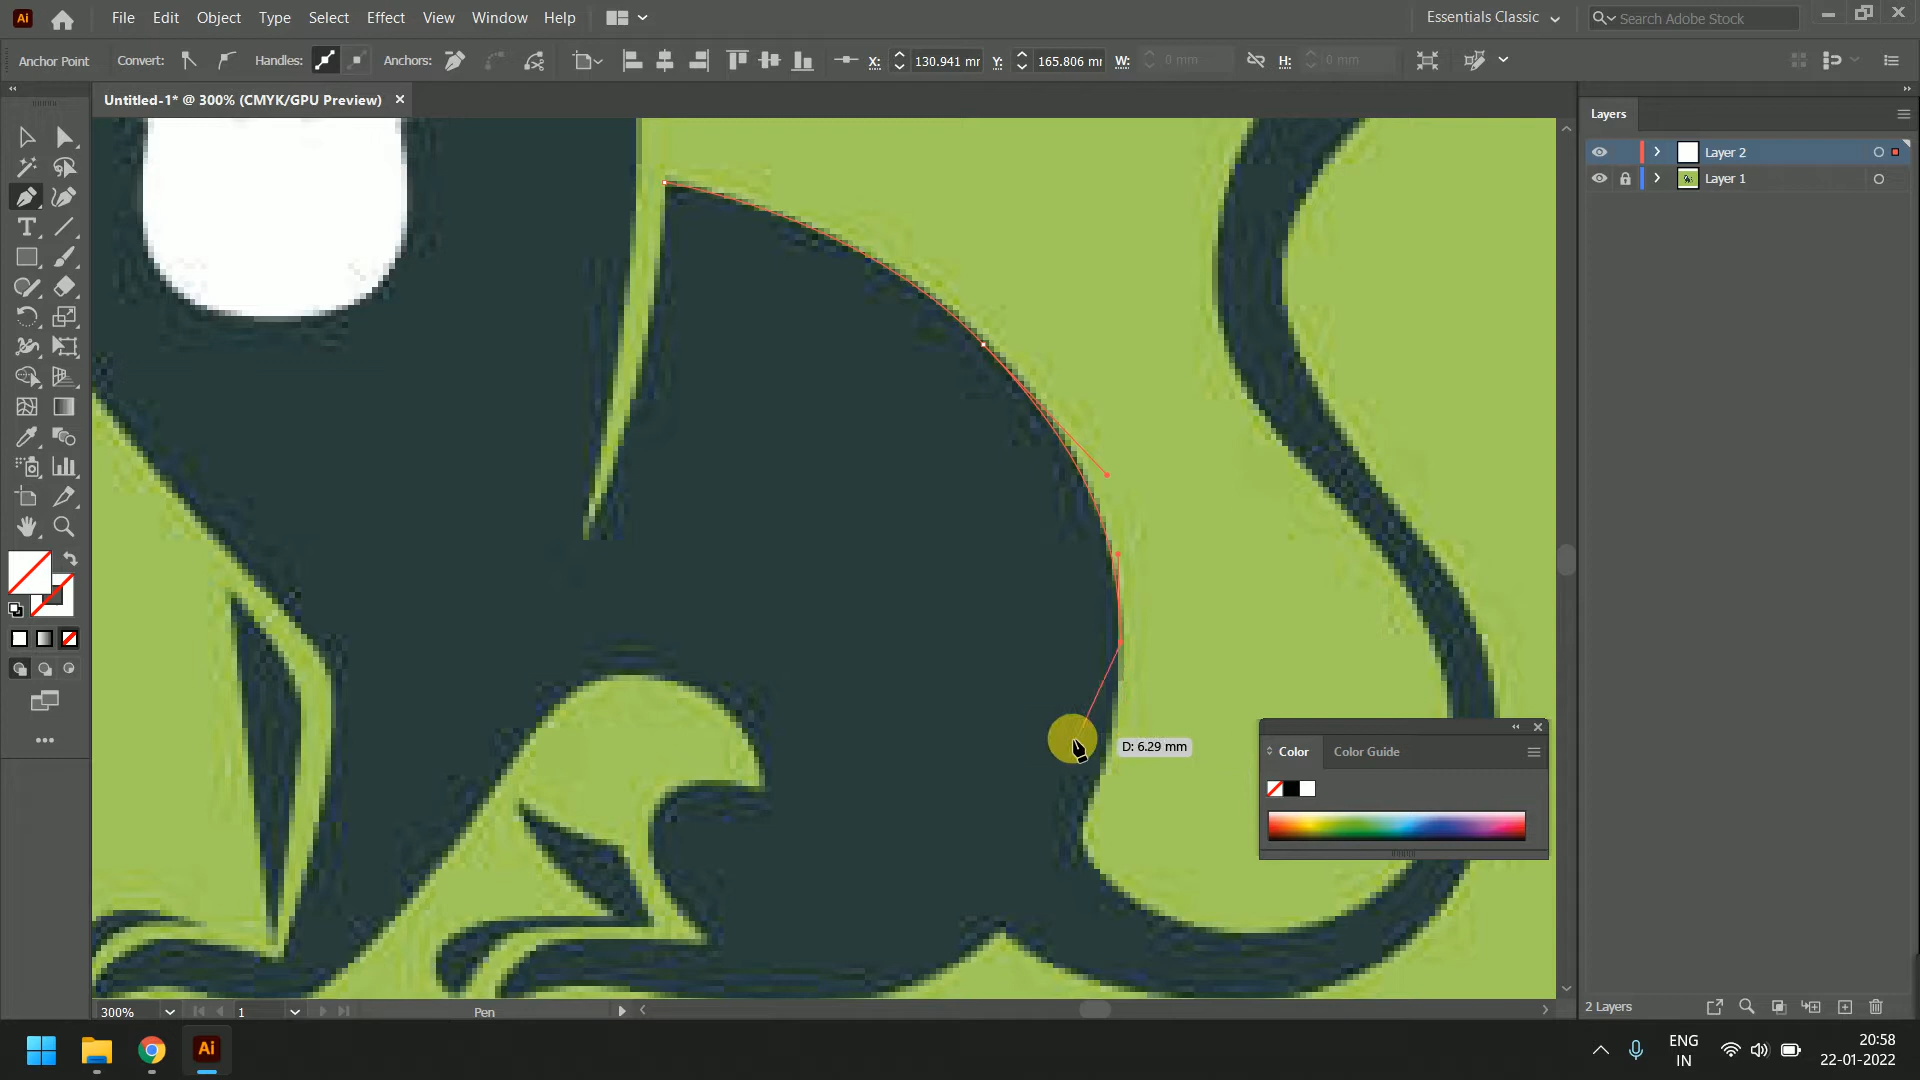 Ai
File Edit Object Type Select Effect View Window Help
Essentials Classic
Search Adobe Stock
Anchor Point Convert: Handles: Anchors: X: 130.941 mr Y: 165.806 mr W: 0 mm H: 0 mm
Untitled-1* @ 300% (CMYK/GPU Preview)
Layers
Layer 2
Layer 1
D: 6.29 mm
Color Color Guide
300% 1 Pen
2 Layers
Ai
ENG
IN
20:58
22-01-2022